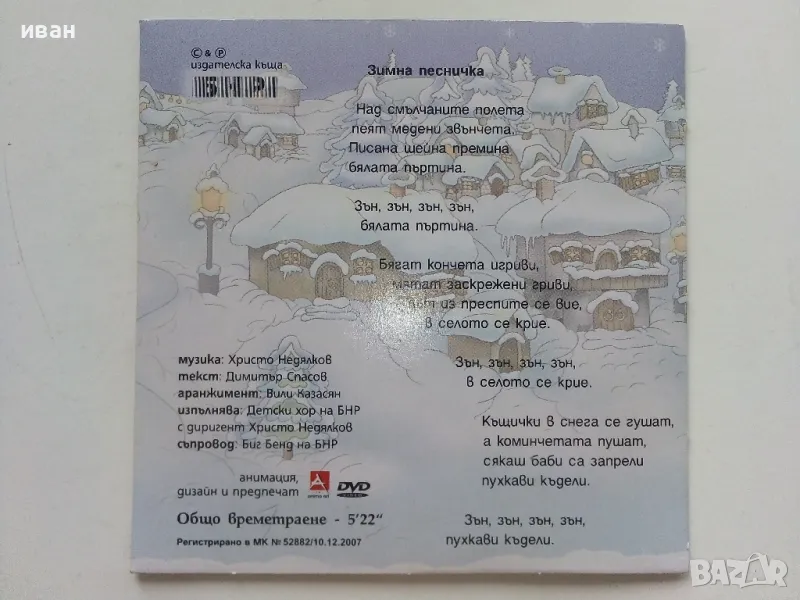 иван
© & ℗
издателска къща
Зимна песничка
Над смълчаните полета
пеят медени звънчета,
Писана шейна премина
бялата пъртина.
Зън, зън, зън, зън,
бялата пъртина.
Бягат кончета игриви,
мятат заскрежени гриви,
из преспите се вие,
в селото се крие.
Зън, зън, зън, зън,
в селото се крие.
Къщички в снега се гушат,
а коминчетата пушат,
сякаш баби са запрели
пухкави къдели.
Зън, зън, зън, зън,
пухкави къдели.
музика: Христо Недялков
текст: Димитър Спасов
аранжимент: Вили Казасян
изпълнява: Детски хор на БНР
с диригент Христо Недялков
съпровод: Биг Бенд на БНР
анимация,
дизайн и предпечат
DVD
VIDEO
Общо времетраене - 5'22"
Регистрирано в МК № 52882/10.12.2007
BAZAR